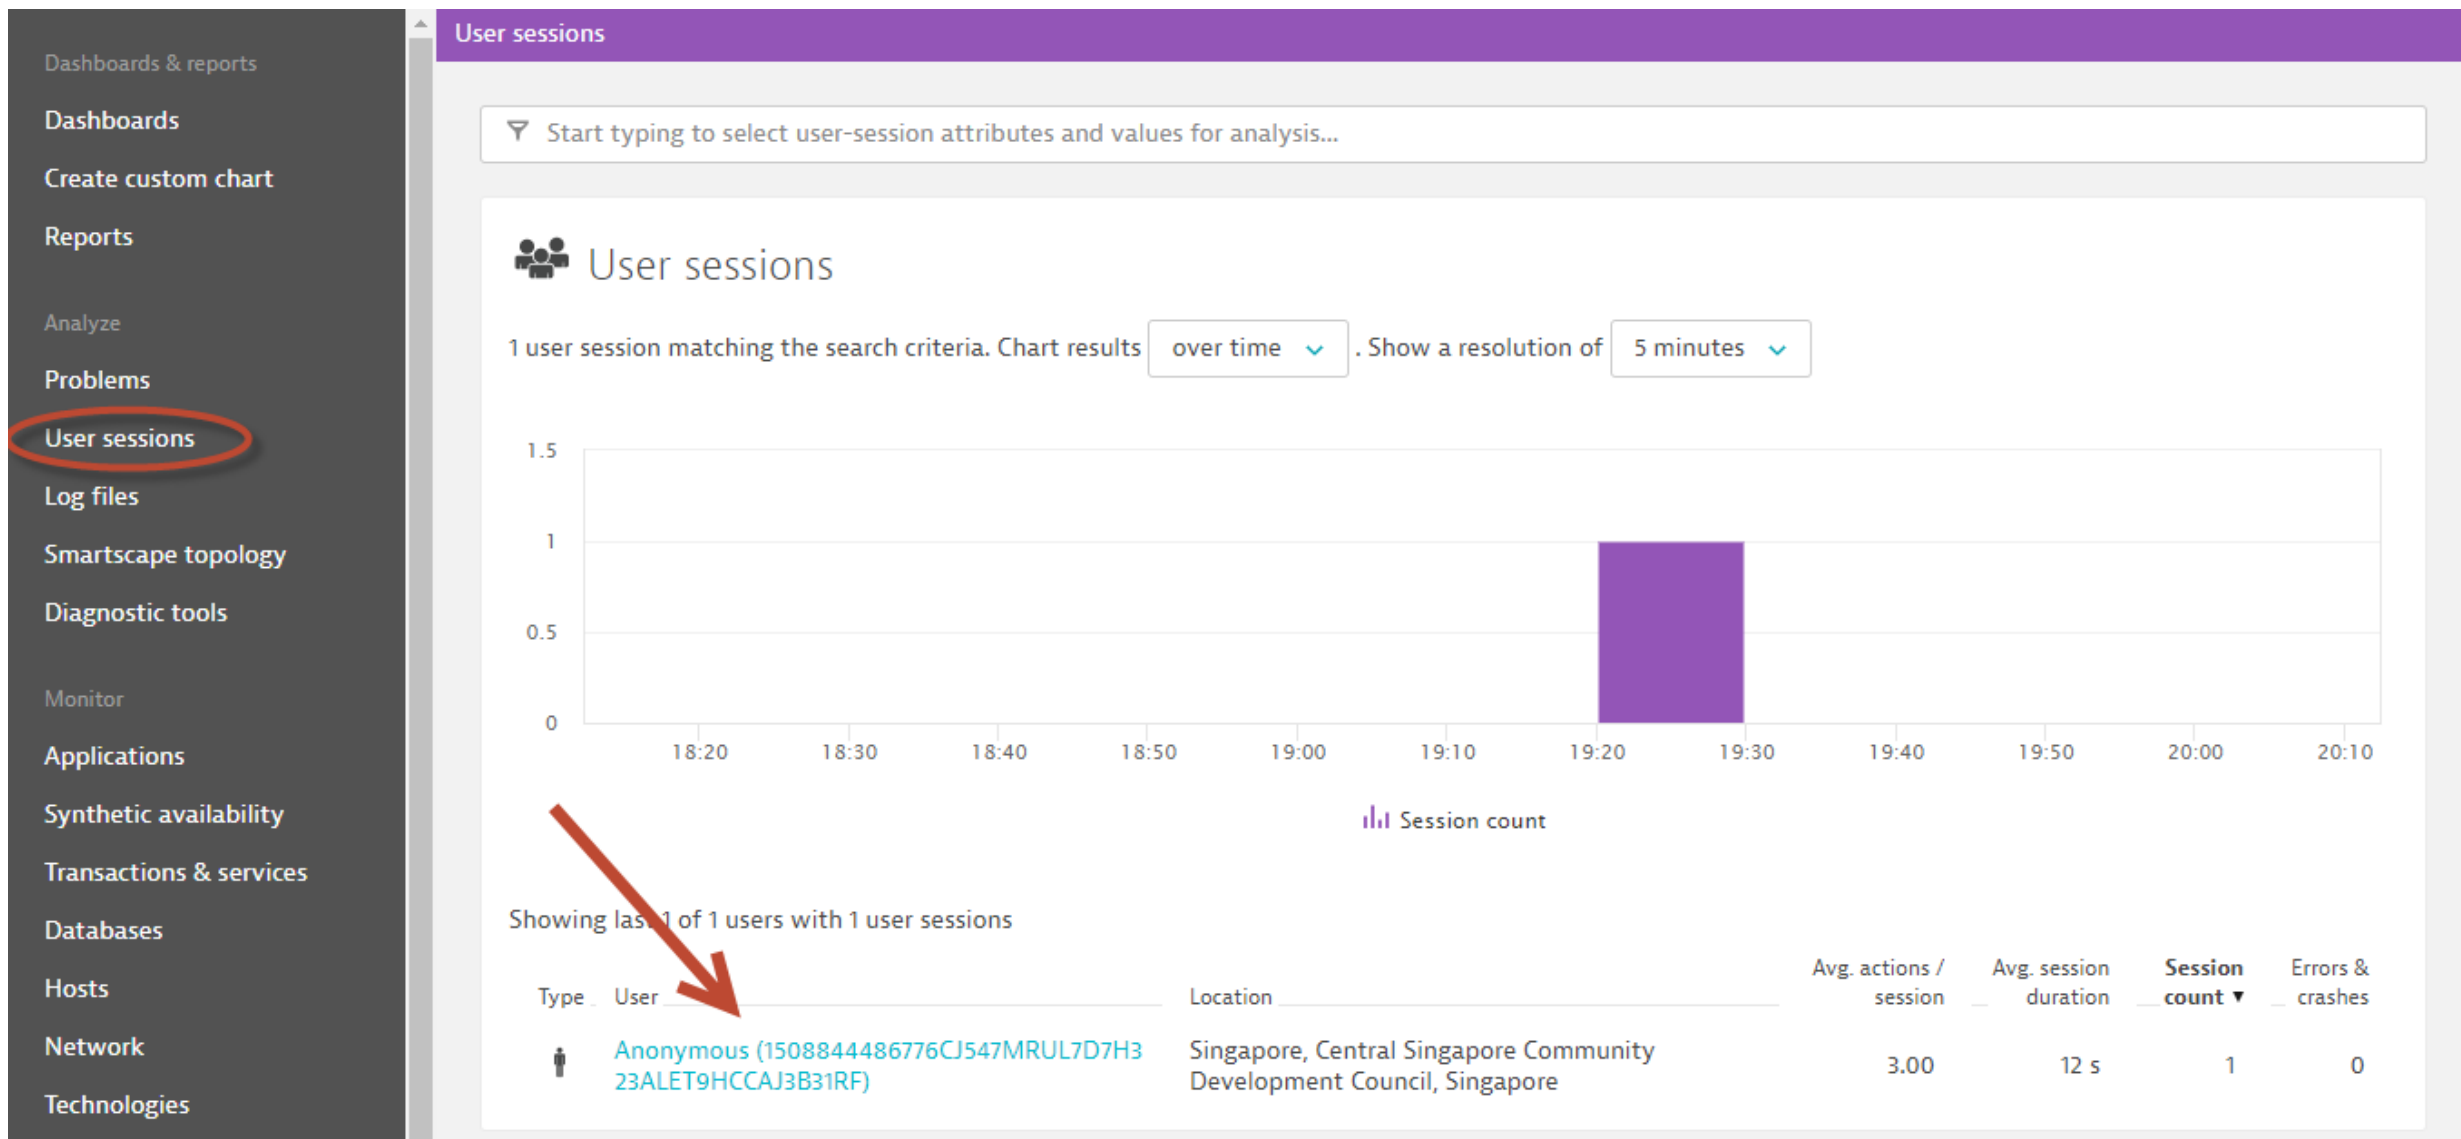 Dashboards & reports
Dashboards
Create custom chart
Reports
Analyze
Problems
User sessions
Log files
Smartscape topology
Diagnostic tools
Monitor
Applications
Synthetic availability
Transactions & services
Databases
Hosts
Network
Technologies
User sessions
Start typing to select user-session attributes and values for analysis...
User sessions
1 user session matching the search criteria. Chart results over time . Show a resolution of 5 minutes
1.5
1
0.5
0
18:20 18:30 18:40 18:50 19:00 19:10 19:20 19:30 19:40 19:50 20:00 20:10
Session count
Showing last 1 of 1 users with 1 user sessions
Type User Location Avg. actions / session Avg. session duration Session count ▼ Errors & crashes
Anonymous (1508844486776CJ547MRUL7D7H3
23ALET9HCCAJ3B31RF)
Singapore, Central Singapore Community
Development Council, Singapore
3.00 12 s 1 0